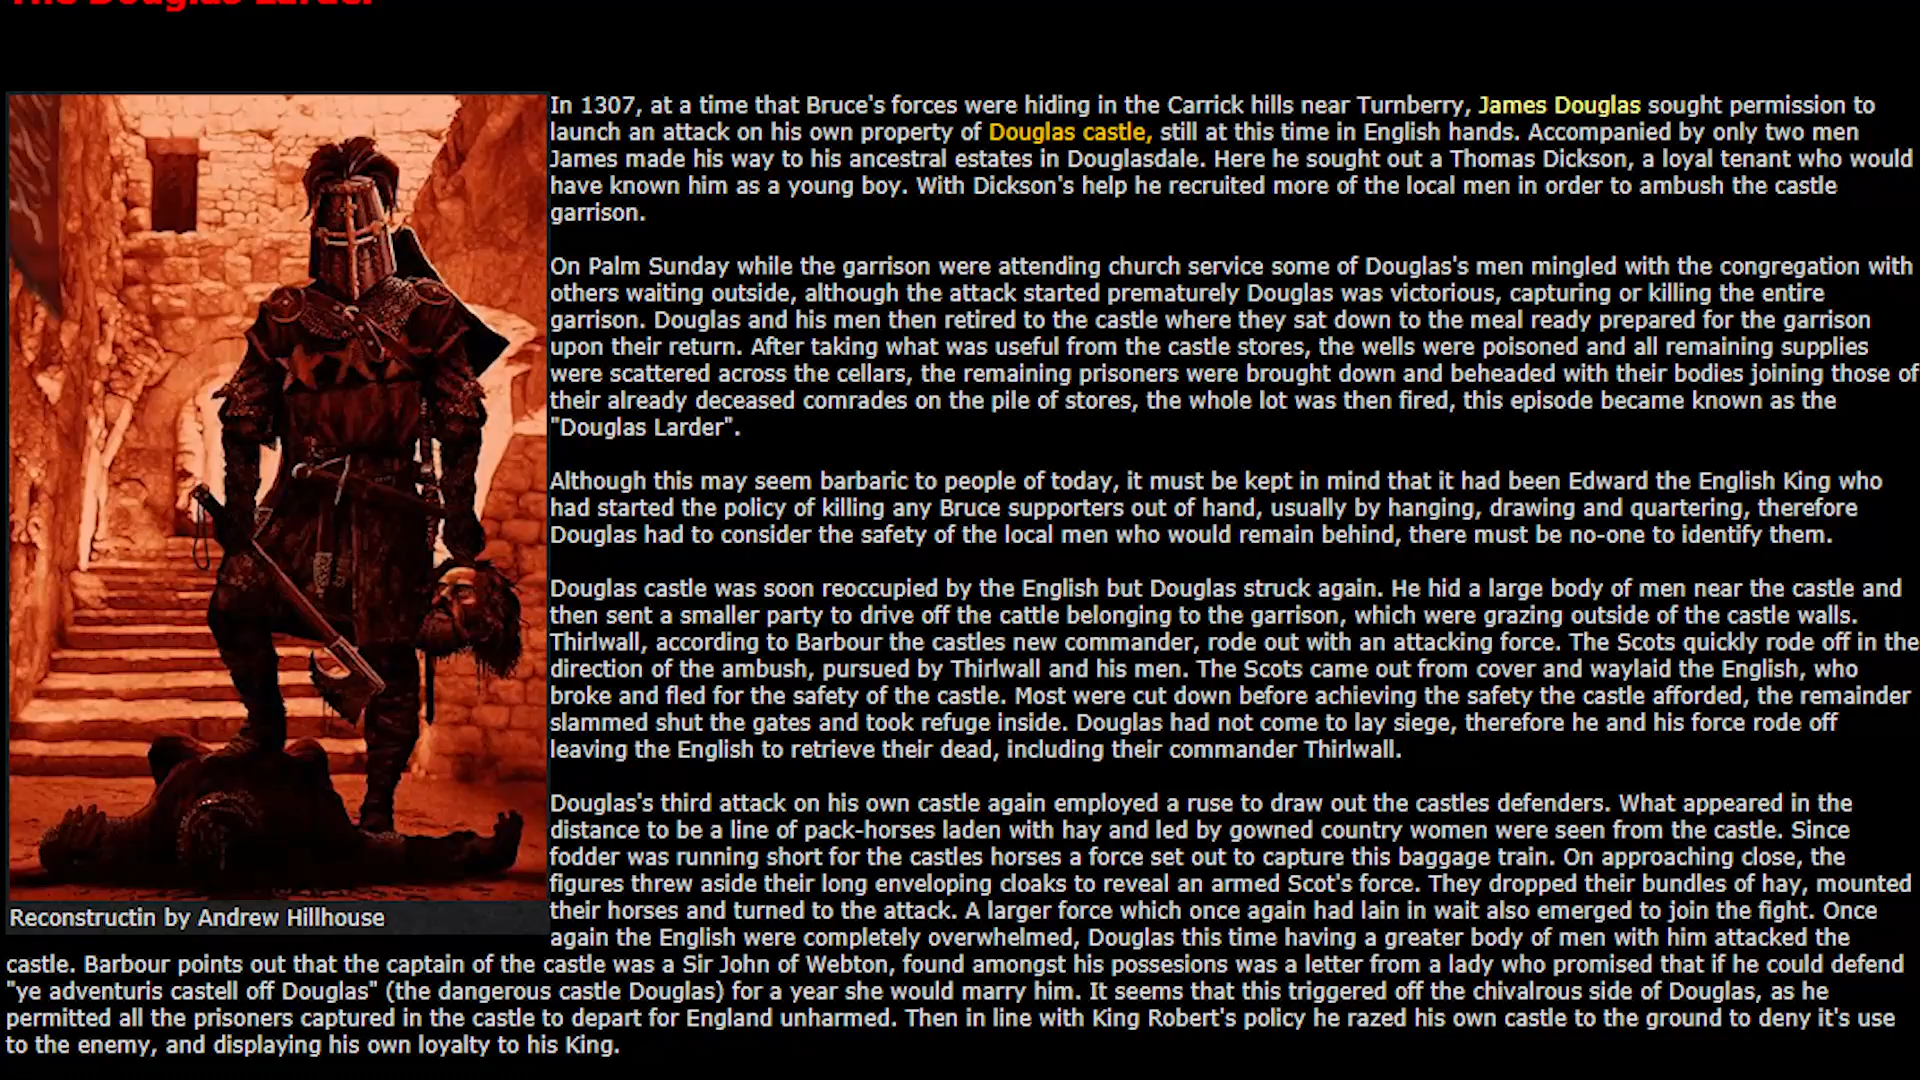 The Douglas Larder
In 1307, at a time that Bruce's forces were hiding in the Carrick hills near Turnberry, James Douglas sought permission to
launch an attack on his own property of Douglas castle, still at this time in English hands. Accompanied by only two men
James made his way to his ancestral estates in Douglasdale. Here he sought out a Thomas Dickson, a loyal tenant who would
have known him as a young boy. With Dickson's help he recruited more of the local men in order to ambush the castle
garrison.
On Palm Sunday while the garrison were attending church service some of Douglas's men mingled with the congregation with
others waiting outside, although the attack started prematurely Douglas was victorious, capturing or killing the entire
garrison. Douglas and his men then retired to the castle where they sat down to the meal ready prepared for the garrison
upon their return. After taking what was useful from the castle stores, the wells were poisoned and all remaining supplies
were scattered across the cellars, the remaining prisoners were brought down and beheaded with their bodies joining those of
their already deceased comrades on the pile of stores, the whole lot was then fired, this episode became known as the
"Douglas Larder".
Although this may seem barbaric to people of today, it must be kept in mind that it had been Edward the English King who
had started the policy of killing any Bruce supporters out of hand, usually by hanging, drawing and quartering, therefore
Douglas had to consider the safety of the local men who would remain behind, there must be no-one to identify them.
Douglas castle was soon reoccupied by the English but Douglas struck again. He hid a large body of men near the castle and
then sent a smaller party to drive off the cattle belonging to the garrison, which were grazing outside of the castle walls.
Thirlwall, according to Barbour the castles new commander, rode out with an attacking force. The Scots quickly rode off in the
direction of the ambush, pursued by Thirlwall and his men. The Scots came out from cover and waylaid the English, who
broke and fled for the safety of the castle. Most were cut down before achieving the safety the castle afforded, the remainder
slammed shut the gates and took refuge inside. Douglas had not come to lay siege, therefore he and his force rode off
leaving the English to retrieve their dead, including their commander Thirlwall.
Douglas's third attack on his own castle again employed a ruse to draw out the castles defenders. What appeared in the
distance to be a line of pack-horses laden with hay and led by gowned country women were seen from the castle. Since
fodder was running short for the castles horses a force set out to capture this baggage train. On approaching close, the
figures threw aside their long enveloping cloaks to reveal an armed Scot's force. They dropped their bundles of hay, mounted
their horses and turned to the attack. A larger force which once again had lain in wait also emerged to join the fight. Once
again the English were completely overwhelmed, Douglas this time having a greater body of men with him attacked the
castle. Barbour points out that the captain of the castle was a Sir John of Webton, found amongst his possesions was a letter from a lady who promised that if he could defend
"ye adventuris castell off Douglas" (the dangerous castle Douglas) for a year she would marry him. It seems that this triggered off the chivalrous side of Douglas, as he
permitted all the prisoners captured in the castle to depart for England unharmed. Then in line with King Robert's policy he razed his own castle to the ground to deny it's use
to the enemy, and displaying his own loyalty to his King.
Reconstructin by Andrew Hillhouse